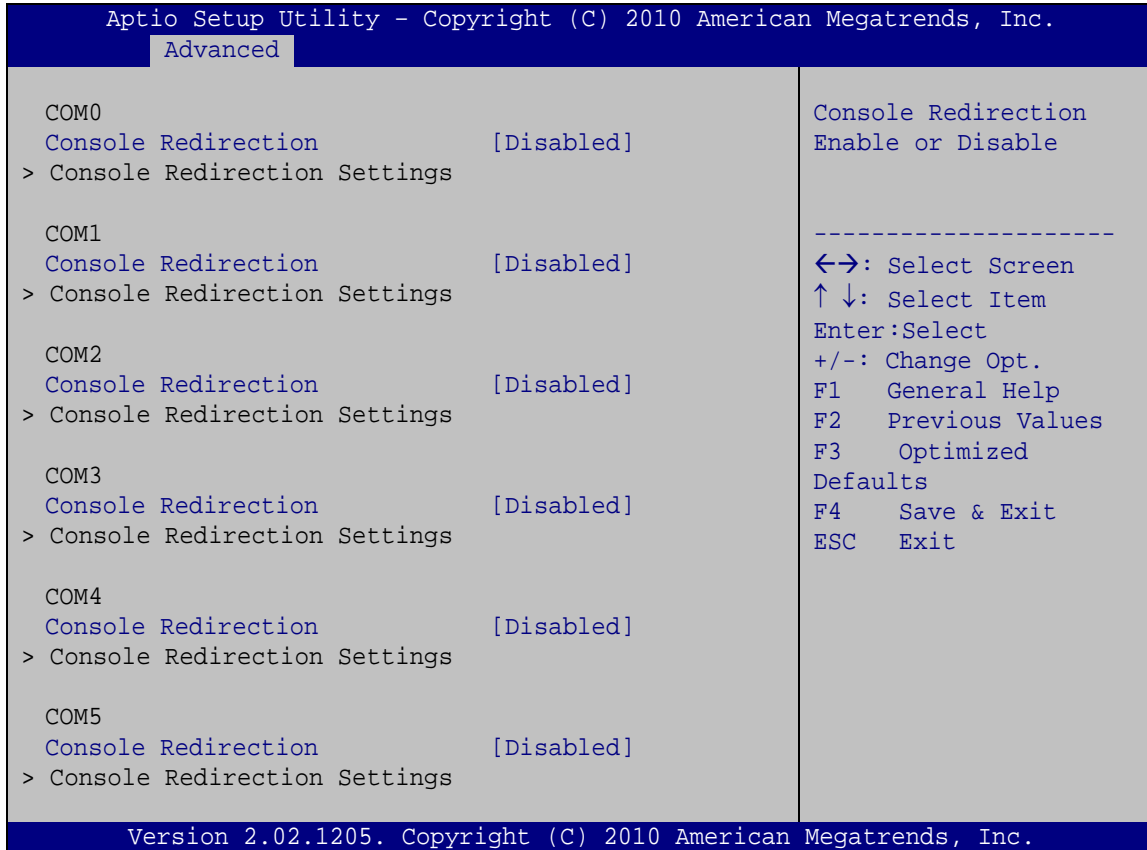 Aptio Setup Utility – Copyright (C) 2010 American Megatrends, Inc.
Advanced
COM0
Console Redirection [Disabled]
> Console Redirection Settings
COM1
Console Redirection [Disabled]
> Console Redirection Settings
COM2
Console Redirection [Disabled]
> Console Redirection Settings
COM3
Console Redirection [Disabled]
> Console Redirection Settings
COM4
Console Redirection [Disabled]
> Console Redirection Settings
COM5
Console Redirection [Disabled]
> Console Redirection Settings
Console Redirection
Enable or Disable
---------------------
←→: Select Screen
↑ ↓: Select Item
Enter:Select
+/-: Change Opt.
F1 General Help
F2 Previous Values
F3 Optimized
Defaults
F4 Save & Exit
ESC Exit
Version 2.02.1205. Copyright (C) 2010 American Megatrends, Inc.